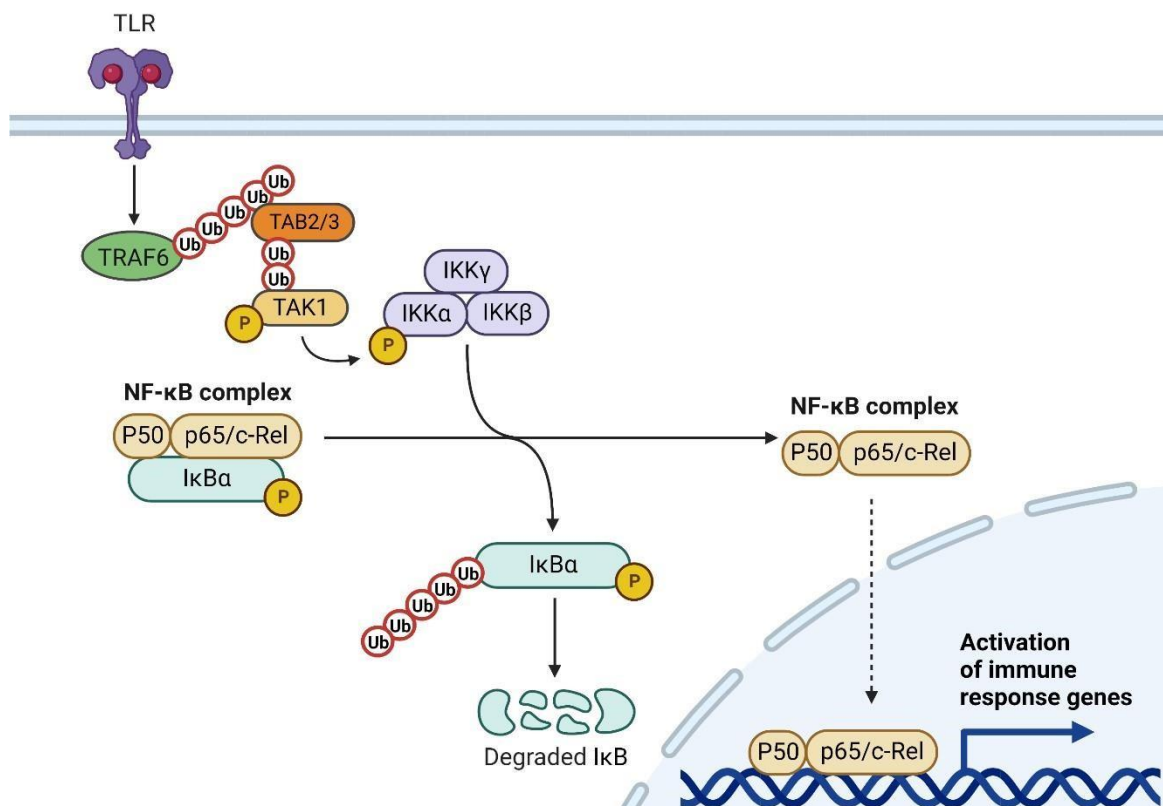 TLR
Ub
Ub
Ub
Ub
Ub
TRAF6
TAB2/3
Ub
Ub
TAK1
P
IKKγ
IKKα
IKKβ
P
NF-κB complex
P50
p65/c-Rel
IκBα
P
NF-κB complex
P50
p65/c-Rel
IκBα
P
Ub
Ub
Ub
Ub
Ub
Degraded IκB
Activation
of immune
response genes
P50
p65/c-Rel